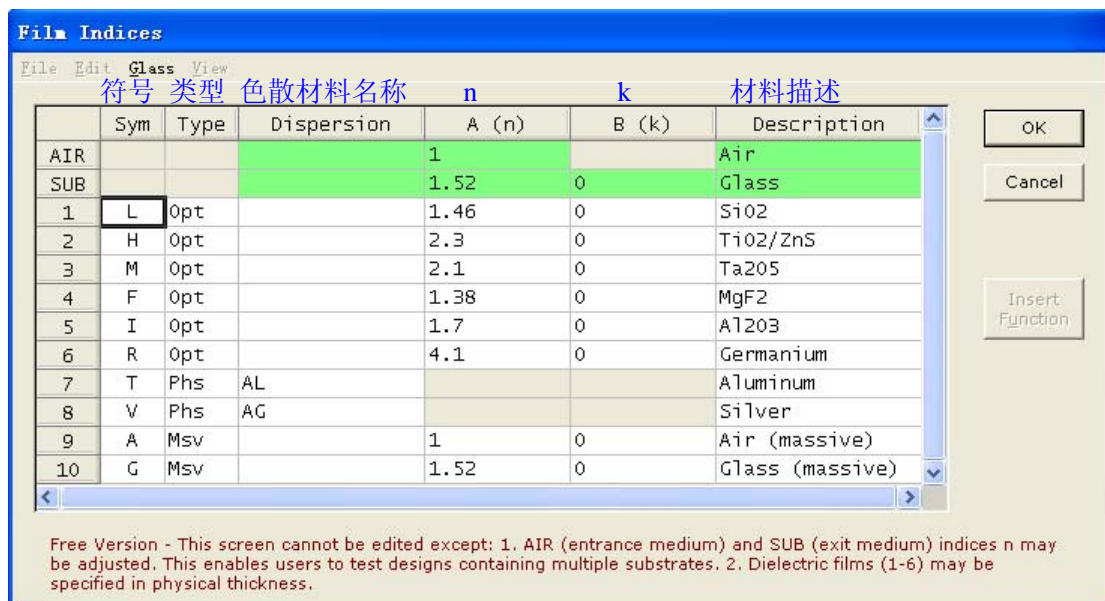 Film Indices
File Edit Glass View
符号 类型 色散材料名称 n k 材料描述
Sym Type Dispersion A (n) B (k) Description
AIR 1 Air
SUB 1.52 0 Glass
1 L Opt 1.46 0 SiO2
2 H Opt 2.3 0 TiO2/ZnS
3 M Opt 2.1 0 Ta2O5
4 F Opt 1.38 0 MgF2
5 I Opt 1.7 0 Al2O3
6 R Opt 4.1 0 Germanium
7 T Phs AL Aluminum
8 V Phs AG Silver
9 A Msv 1 0 Air (massive)
10 G Msv 1.52 0 Glass (massive)
OK
Cancel
Insert
Function
Free Version - This screen cannot be edited except: 1. AIR (entrance medium) and SUB (exit medium) indices n may
be adjusted. This enables users to test designs containing multiple substrates. 2. Dielectric films (1-6) may be
specified in physical thickness.